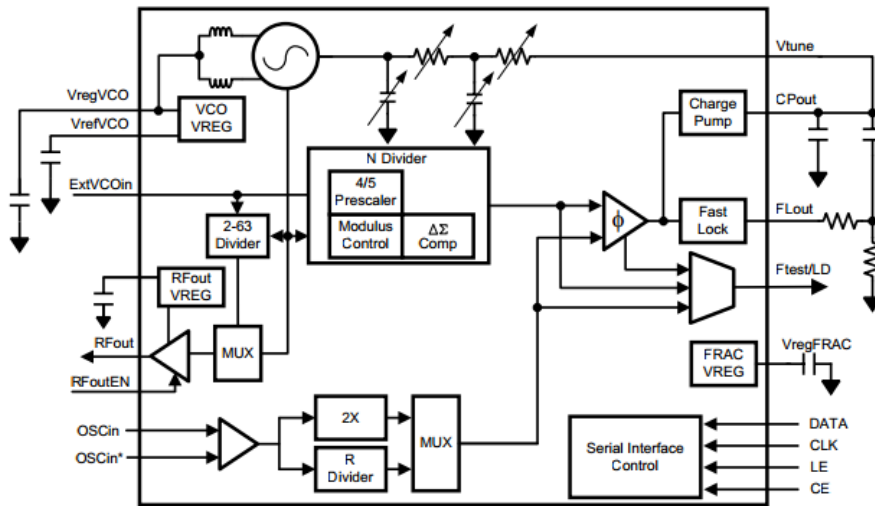 Vtune
VregVCO
VCO
VREG
VrefVCO
Charge
Pump
CPout
N Divider
4/5
Prescaler
Modulus
Control
ΔΣ
Comp
ExtVCOin
2-63
Divider
ϕ
Fast
Lock
FLout
RFout
VREG
Ftest/LD
RFout
MUX
RFoutEN
FRAC
VREG
VregFRAC
OSCin
OSCin*
2X
R
Divider
MUX
Serial Interface
Control
DATA
CLK
LE
CE